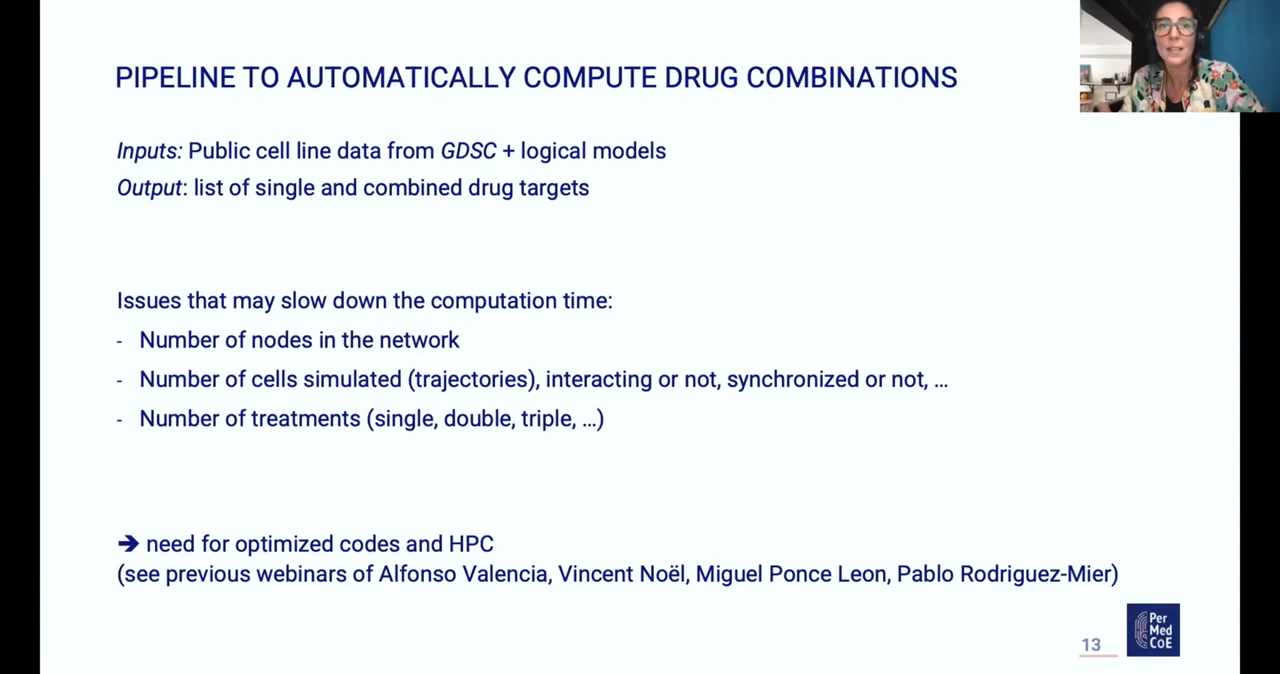 PIPELINE TO AUTOMATICALLY COMPUTE DRUG COMBINATIONS
Inputs: Public cell line data from GDSC + logical models
Output: list of single and combined drug targets
Issues that may slow down the computation time:
- Number of nodes in the network
- Number of cells simulated (trajectories), interacting or not, synchronized or not, ...
- Number of treatments (single, double, triple, ...)
➔ need for optimized codes and HPC
(see previous webinars of Alfonso Valencia, Vincent Noël, Miguel Ponce Leon, Pablo Rodriguez-Mier)
13
Per
Med
CoE